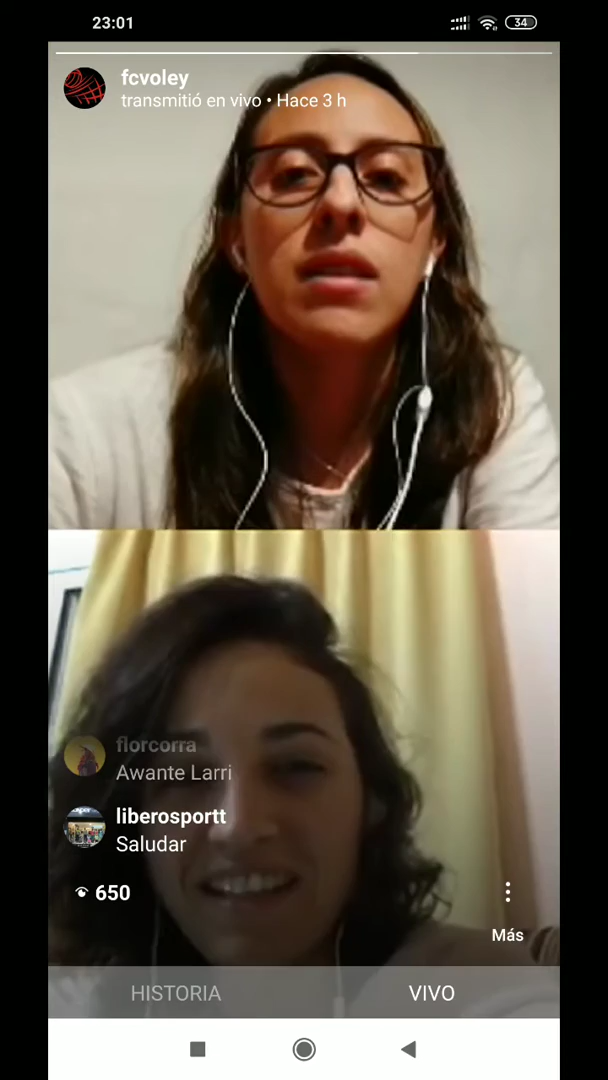 23:01
34
fcvoley
transmitió en vivo • Hace 3 h
florcorra
Awante Larri
liberosportt
Saludar
650
Más
HISTORIA
VIVO